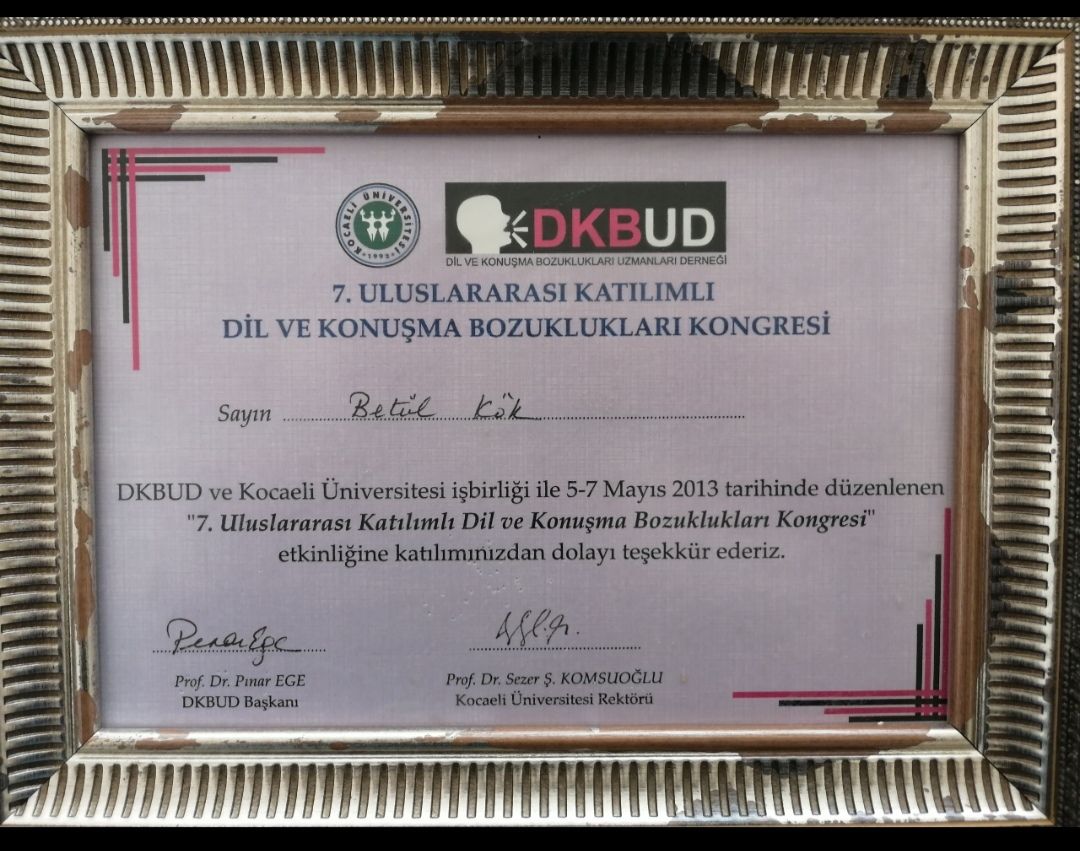 KOCAELİ ÜNİVERSİTESİ
1992
DKBUD
DİL VE KONUŞMA BOZUKLUKLARI UZMANLARI DERNEĞİ
7. ULUSLARARASI KATILIMLI
DİL VE KONUŞMA BOZUKLUKLARI KONGRESİ
Sayın Betül Kök
DKBUD ve Kocaeli Üniversitesi işbirliği ile 5-7 Mayıs 2013 tarihinde düzenlenen
"7. Uluslararası Katılımlı Dil ve Konuşma Bozuklukları Kongresi"
etkinliğine katılımınızdan dolayı teşekkür ederiz.
Pınar Ege
Prof. Dr. Pınar EGE
DKBUD Başkanı
Prof. Dr. Sezer Ş. KOMSUOĞLU
Kocaeli Üniversitesi Rektörü